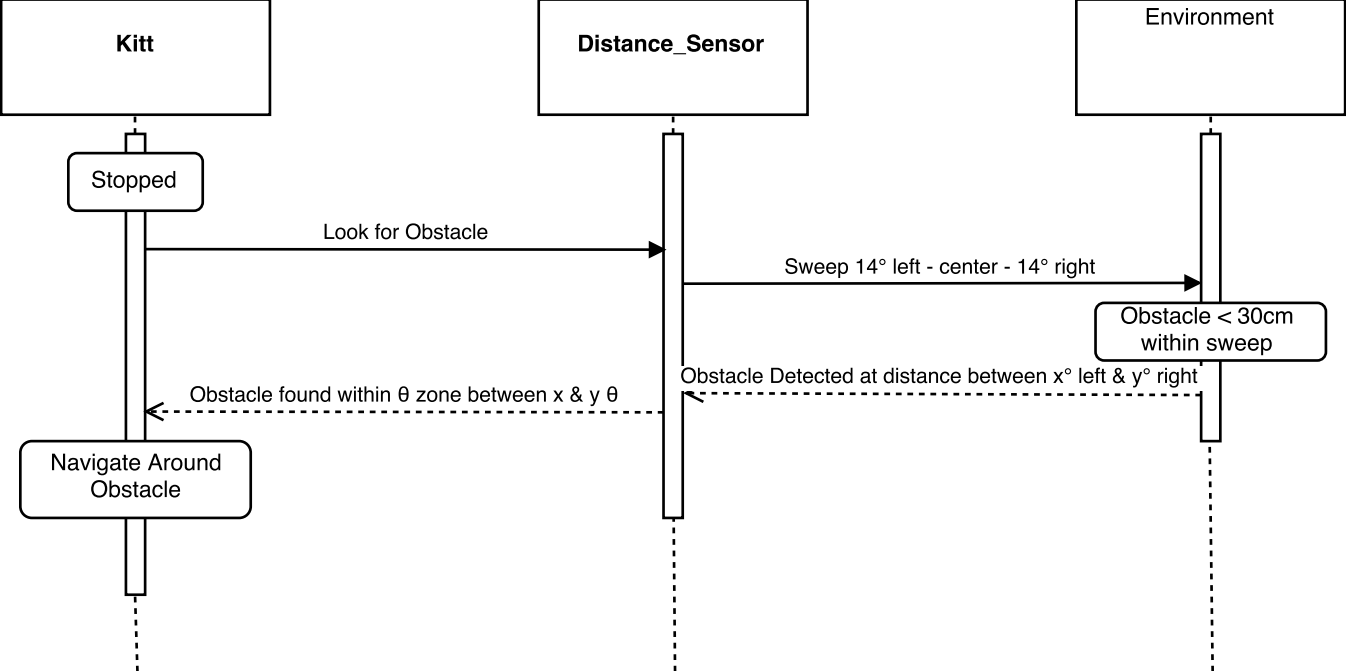 Kitt
Distance_Sensor
Environment
Stopped
Look for Obstacle
Sweep 14° left - center - 14° right
Obstacle < 30cm
within sweep
Obstacle Detected at distance between x° left & y° right
Obstacle found within θ zone between x & y θ
Navigate Around
Obstacle